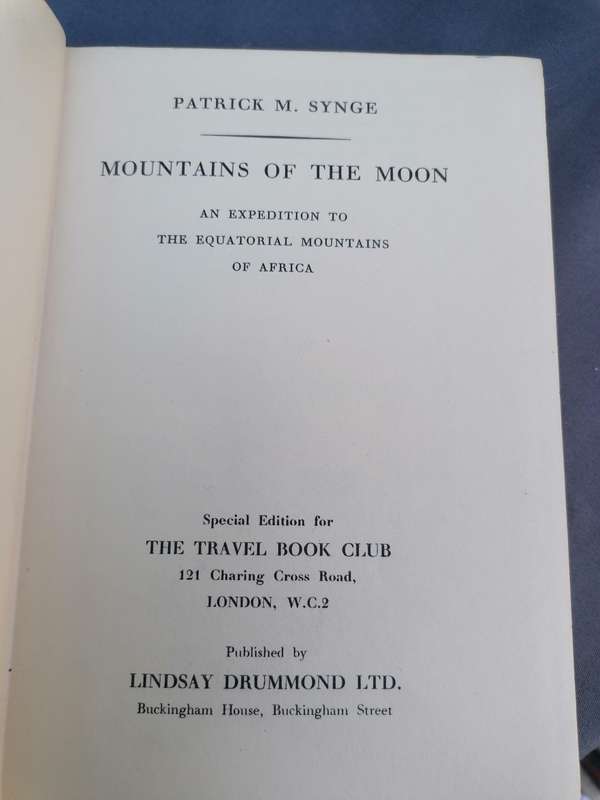 PATRICK M. SYNGE
MOUNTAINS OF THE MOON
AN EXPEDITION TO
THE EQUATORIAL MOUNTAINS
OF AFRICA
Special Edition for
THE TRAVEL BOOK CLUB
121 Charing Cross Road,
LONDON, W.C.2
Published by
LINDSAY DRUMMOND LTD.
Buckingham House, Buckingham Street